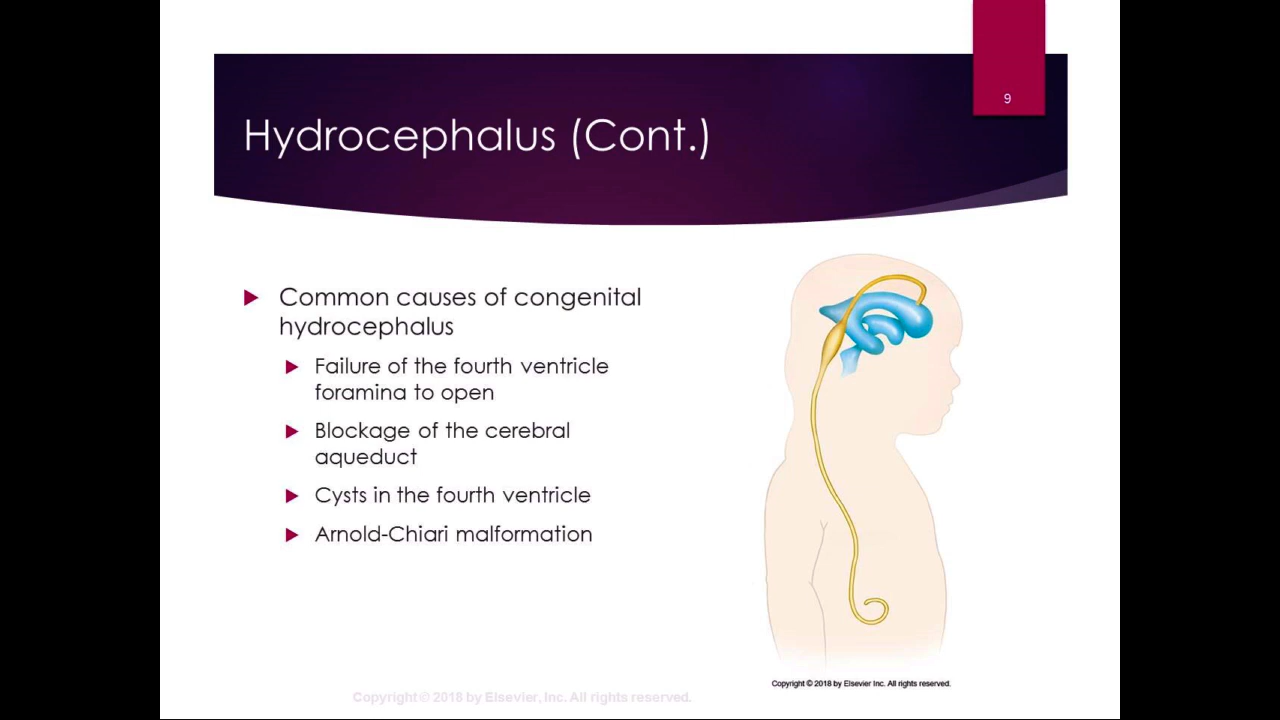 9
Hydrocephalus (Cont.)
Common causes of congenital
hydrocephalus
Failure of the fourth ventricle
foramina to open
Blockage of the cerebral
aqueduct
Cysts in the fourth ventricle
Arnold-Chiari malformation
Copyright © 2018 by Elsevier Inc. All rights reserved.
Copyright © 2018 by Elsevier, Inc. All rights reserved.